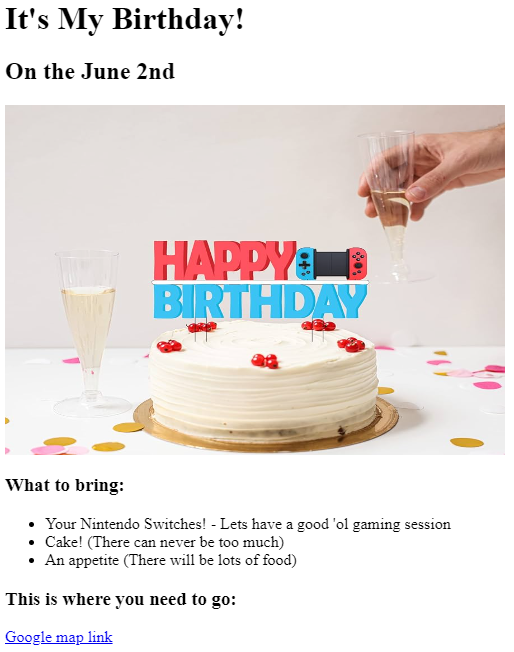 It's My Birthday!
On the June 2nd
HAPPY
BIRTHDAY
What to bring:
Your Nintendo Switches! - Lets have a good 'ol gaming session
Cake! (There can never be too much)
An appetite (There will be lots of food)
This is where you need to go:
Google map link